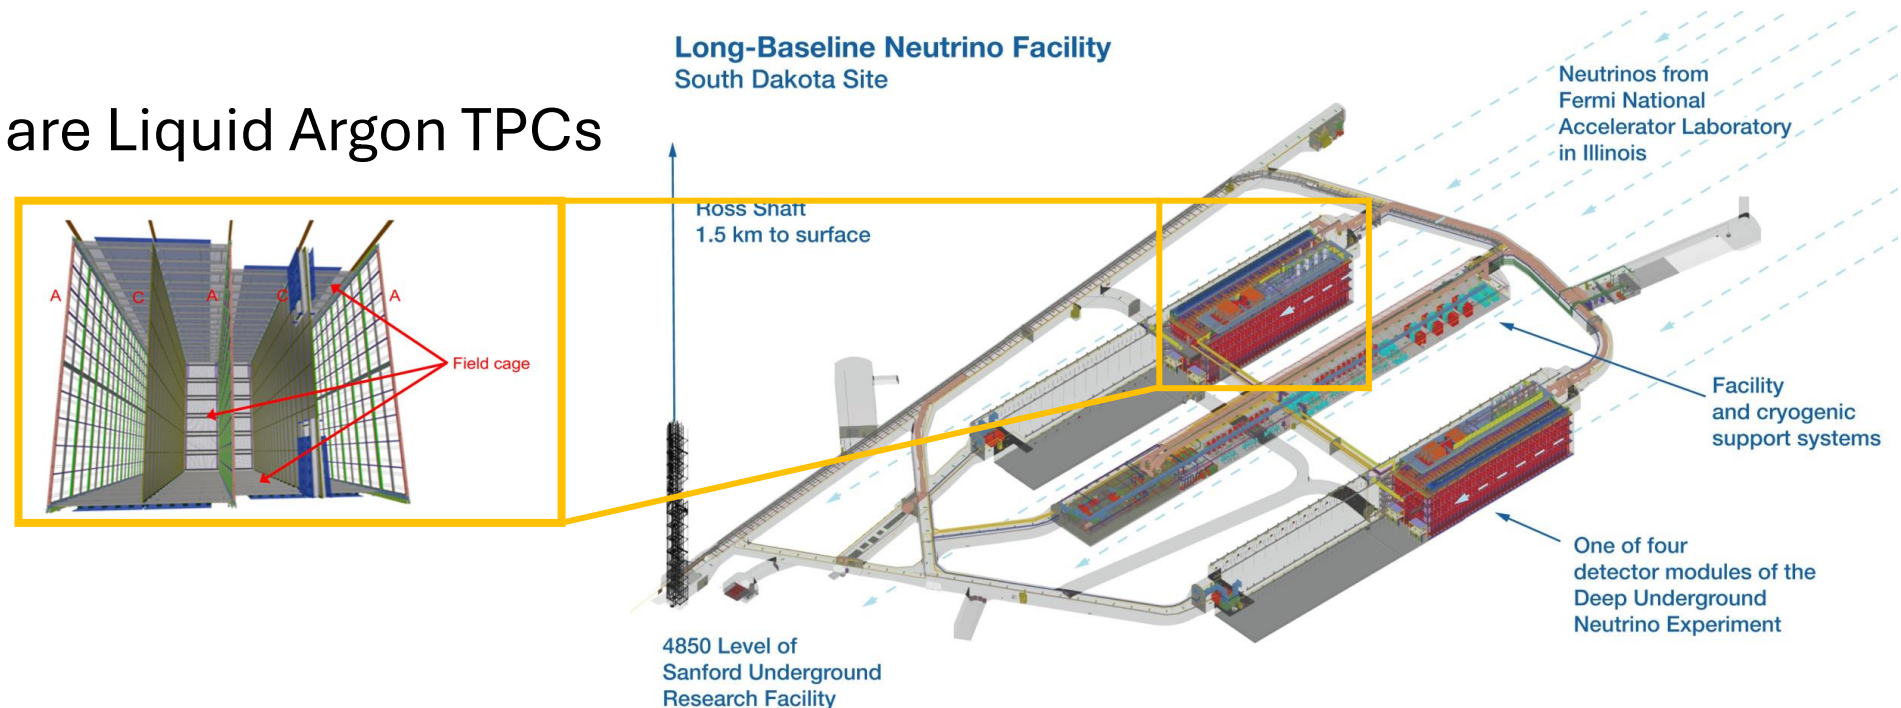 Long-Baseline Neutrino Facility
South Dakota Site
are Liquid Argon TPCs
Neutrinos from
Fermi National
Accelerator Laboratory
in Illinois
Ross Shaft
1.5 km to surface
A
C
A
C
A
Field cage
Facility
and cryogenic
support systems
One of four
detector modules of the
Deep Underground
Neutrino Experiment
4850 Level of
Sanford Underground
Research Facility